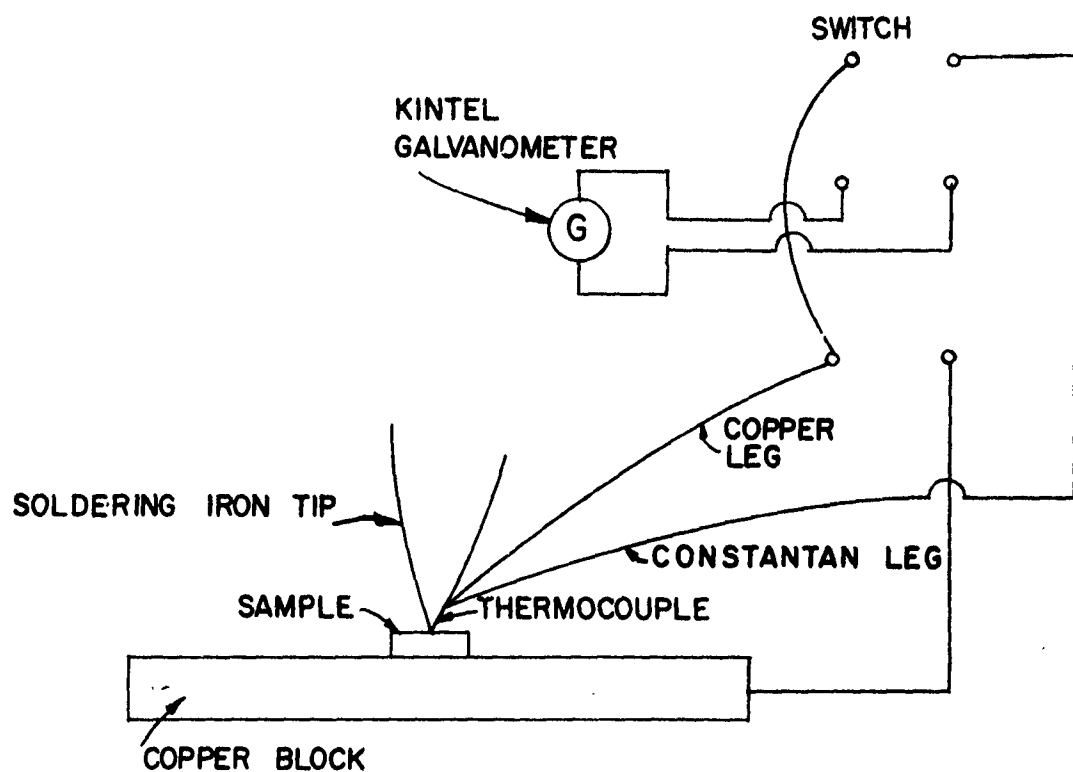 SWITCH
KINTEL
GALVANOMETER
G
COPPER
LEG
SOLDERING IRON TIP
CONSTANTAN LEG
SAMPLE
THERMOCOUPLE
COPPER BLOCK